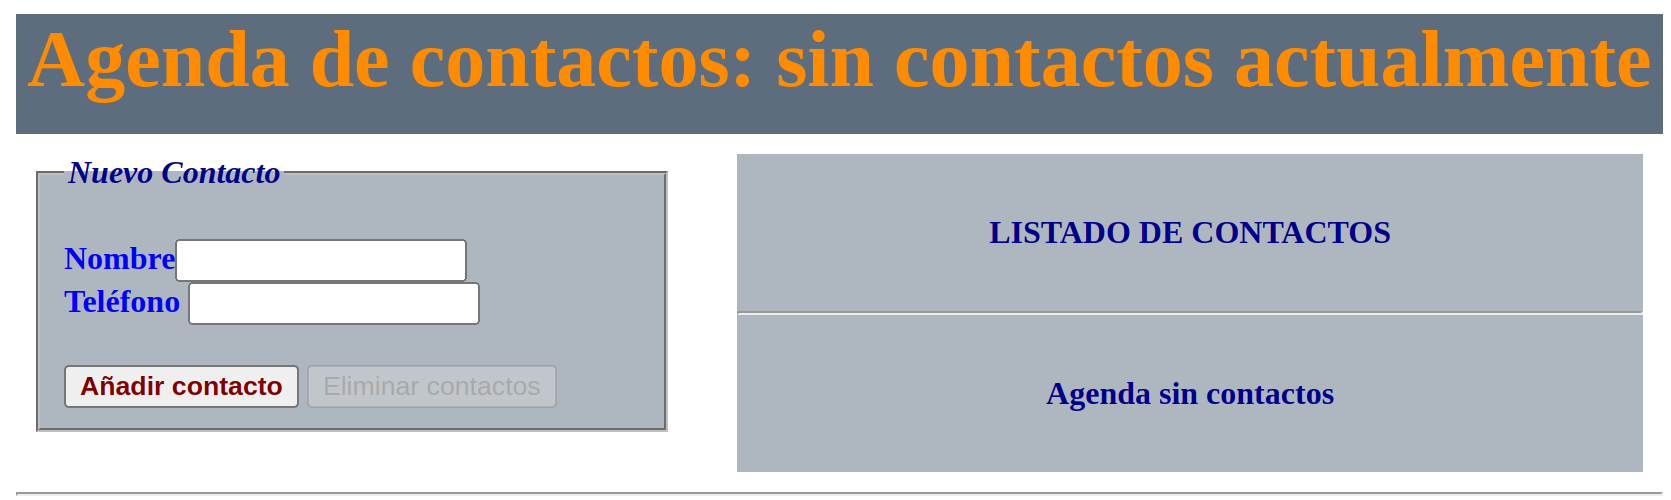 Agenda de contactos: sin contactos actualmente
Nuevo Contacto
Nombre
Teléfono
Añadir contacto Eliminar contactos
LISTADO DE CONTACTOS
Agenda sin contactos